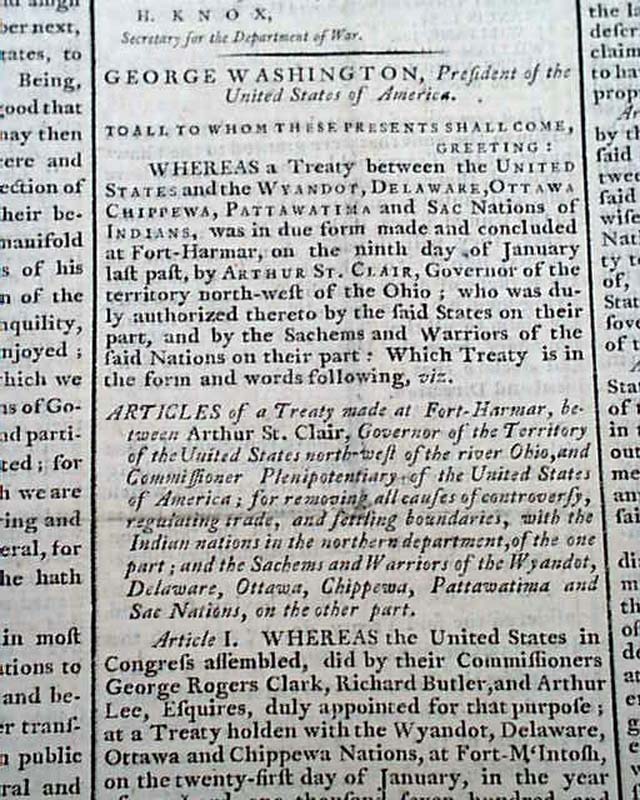 H. KNOX,
Secretary for the Department of War.
GEORGE WASHINGTON, Preſident of the
United States of America.
TO ALL TO WHOM THESE PRESENTS SHALL COME,
GREETING:
WHEREAS a Treaty between the UNITED
STATES and the WYANDOT, DELAWARE, OTTAWA
CHIPPEWA, PATTAWATIMA and SAC Nations of
INDIANS, was in due form made and concluded
at Fort-Harmar, on the ninth day of January
laſt paſt, by ARTHUR ST. CLAIR, Governor of the
territory north-weſt of the Ohio; who was du-
ly authorized thereto by the ſaid States on their
part, and by the Sachems and Warriors of the
ſaid Nations on their part: Which Treaty is in
the form and words following, viz.
ARTICLES of a Treaty made at Fort-Harmar, be-
tween Arthur St. Clair, Governor of the Territory
of the United States north-weſt of the river Ohio, and
Commiſſioner Plenipotentiary of the United States
of America; for removing all cauſes of controverſy,
regulating trade, and ſettling boundaries, with the
Indian nations in the northern department, of the one
part; and the Sachems and Warriors of the Wyandot,
Delaware, Ottawa, Chippewa, Pattawatima and
Sac Nations, on the other part.
Article I. WHEREAS the United States in
Congreſs aſſembled, did by their Commiſſioners
George Rogers Clark, Richard Butler, and Arthur
Lee, Eſquires, duly appointed for that purpoſe;
at a Treaty holden with the Wyandot, Delaware,
Ottawa and Chippewa Nations, at Fort-M'Intoſh,
on the twenty-firſt day of January, in the year